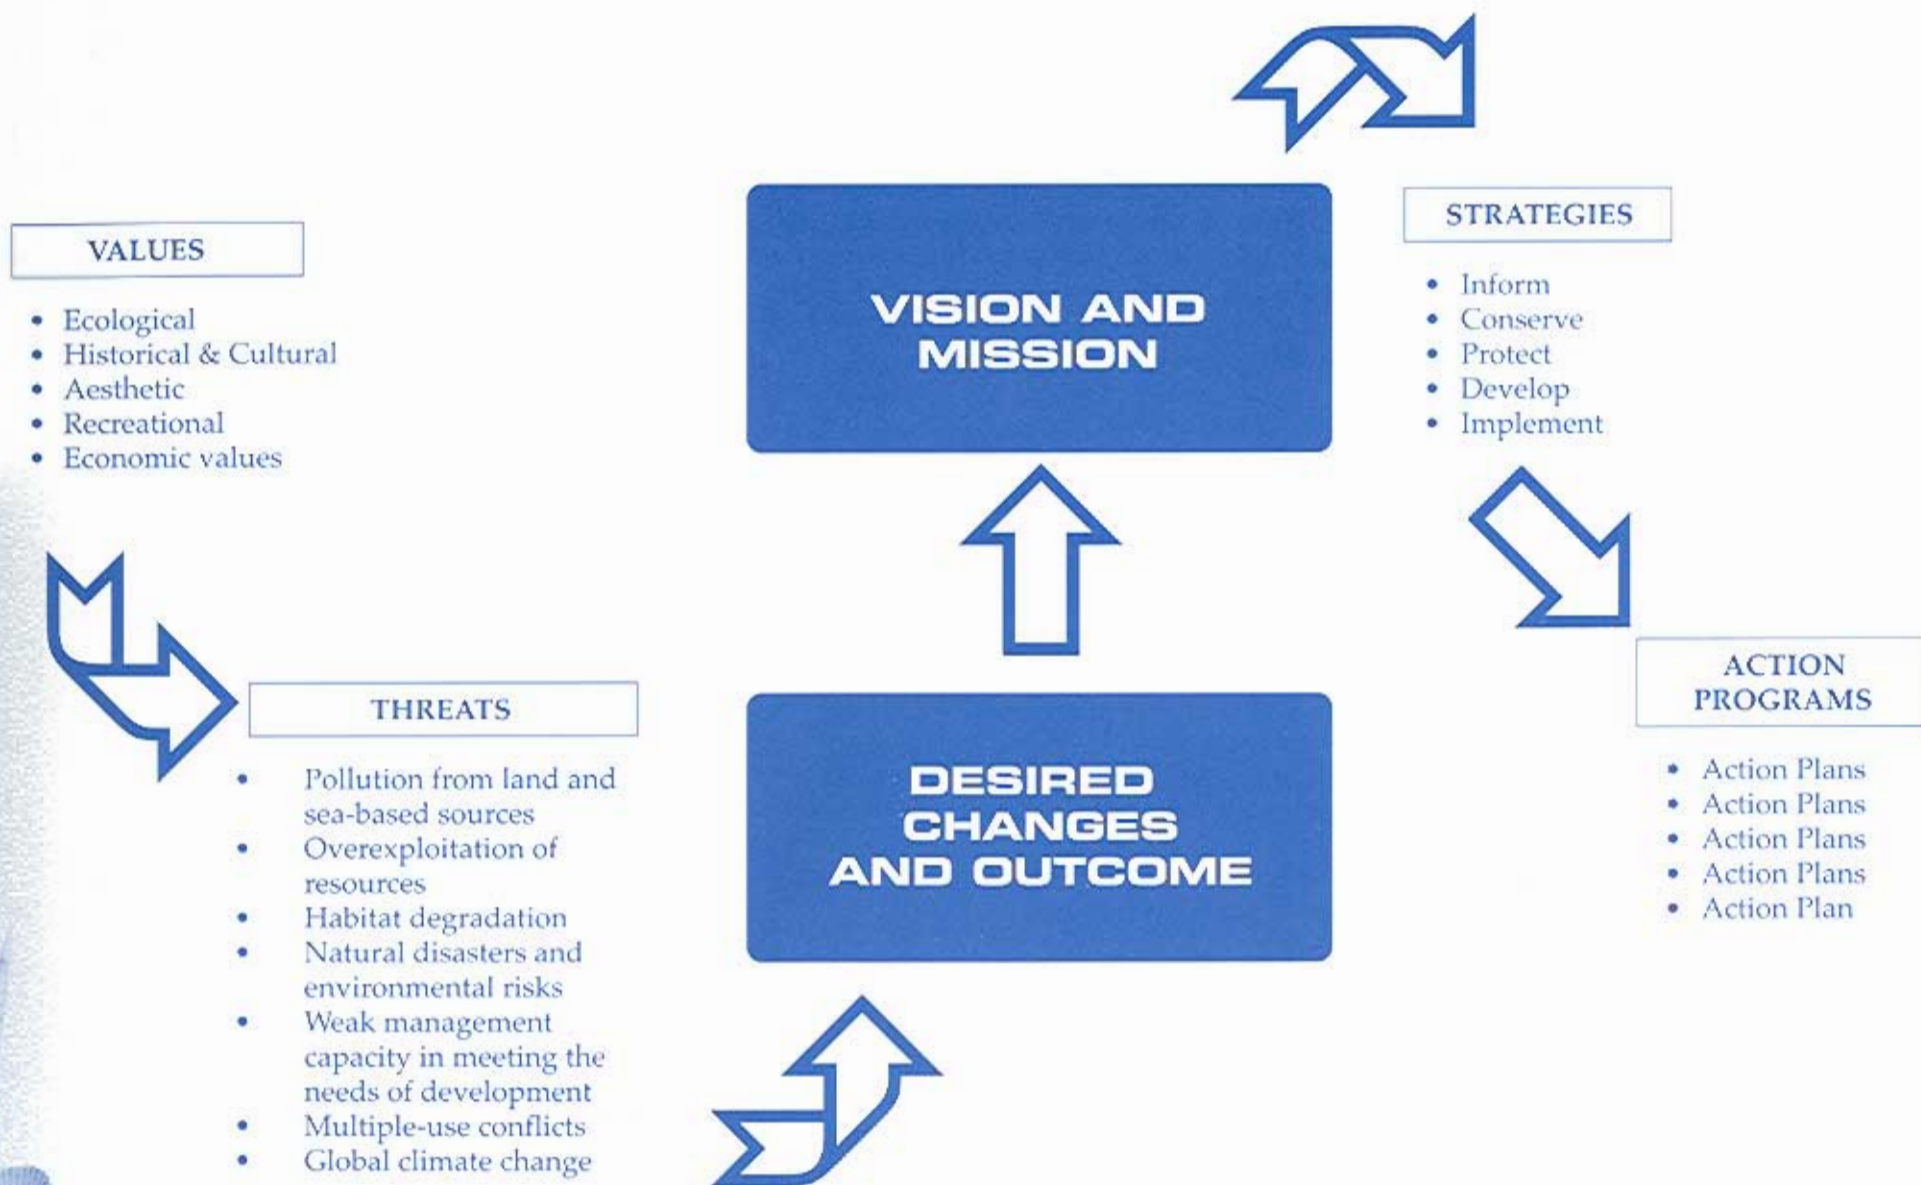 VALUES
• Ecological
• Historical & Cultural
• Aesthetic
• Recreational
• Economic values
THREATS
• Pollution from land and
sea-based sources
• Overexploitation of
resources
• Habitat degradation
• Natural disasters and
environmental risks
• Weak management
capacity in meeting the
needs of development
• Multiple-use conflicts
• Global climate change
DESIRED
CHANGES
AND OUTCOME
VISION AND
MISSION
STRATEGIES
• Inform
• Conserve
• Protect
• Develop
• Implement
ACTION
PROGRAMS
• Action Plans
• Action Plans
• Action Plans
• Action Plans
• Action Plan